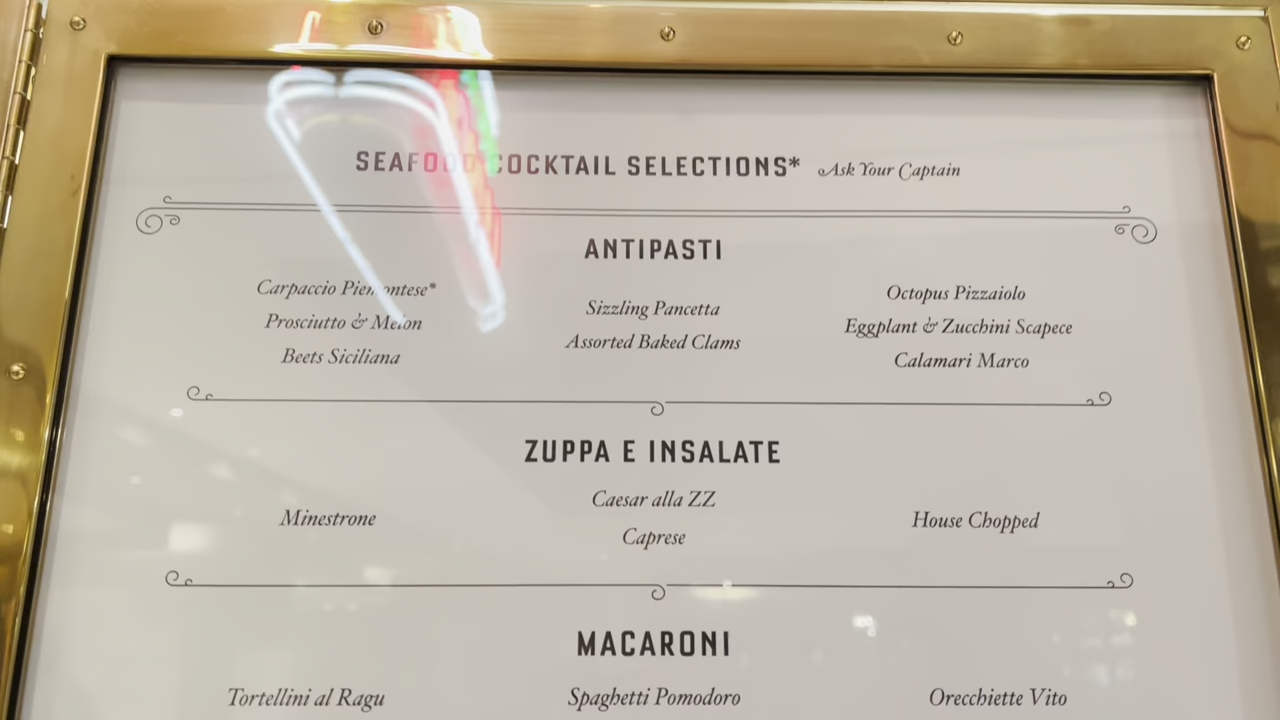 SEAFOOD COCKTAIL SELECTIONS* Ask Your Captain
ANTIPASTI
Carpaccio Piemontese*
Prosciutto & Melon
Beets Siciliana
Sizzling Pancetta
Assorted Baked Clams
Octopus Pizzaiolo
Eggplant & Zucchini Scapece
Calamari Marco
ZUPPA E INSALATE
Minestrone
Caesar alla ZZ
Caprese
House Chopped
MACARONI
Tortellini al Ragu
Spaghetti Pomodoro
Orecchiette Vito